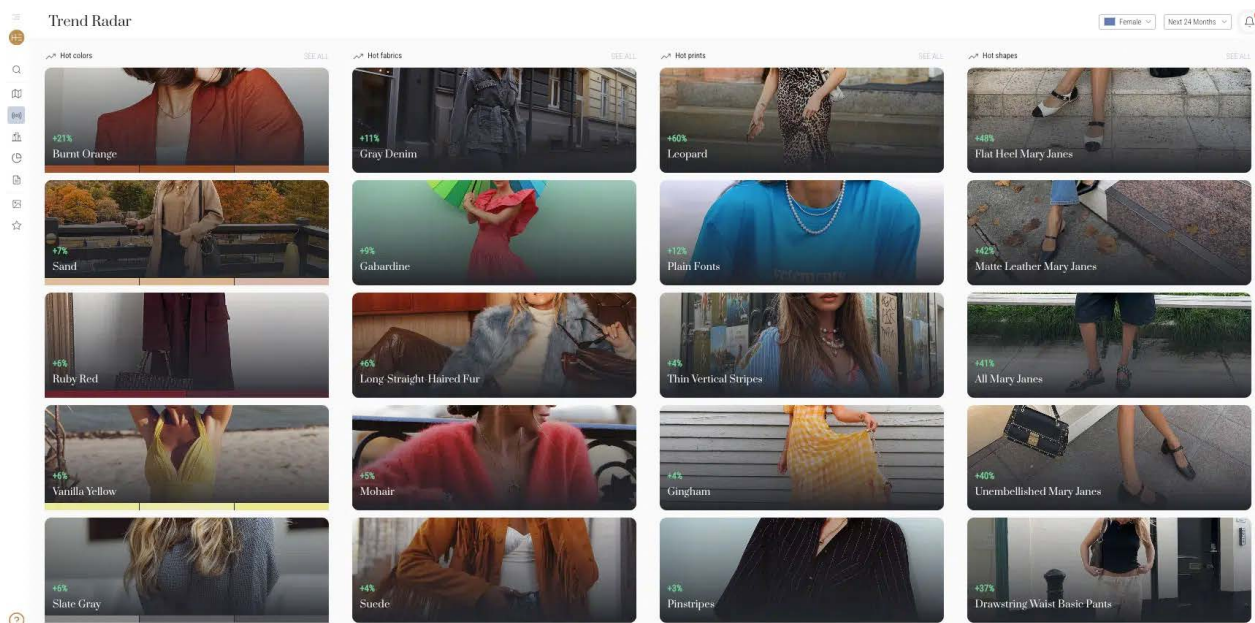 Trend Radar
Female
Next 24 Months
Hot colors
SEE ALL
+21%
Burnt Orange
+7%
Sand
+6%
Ruby Red
+6%
Vanilla Yellow
+6%
Slate Gray
Hot fabrics
SEE ALL
+11%
Gray Denim
+9%
Gabardine
+6%
Long-Straight-Haired Fur
+5%
Mohair
+4%
Suede
Hot prints
SEE ALL
+60%
Leopard
+12%
Plain Fonts
+4%
Thin Vertical Stripes
+4%
Gingham
+3%
Pinstripes
Hot shapes
SEE ALL
+48%
Flat Heel Mary Janes
+42%
Matte Leather Mary Janes
+41%
All Mary Janes
+40%
Unembellished Mary Janes
+37%
Drawstring Waist Basic Pants
?